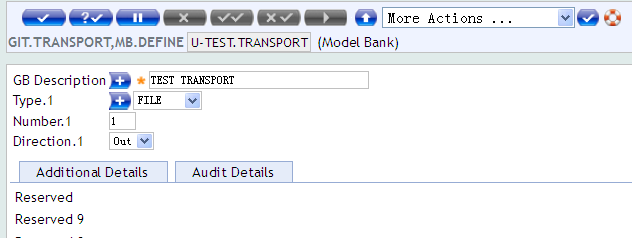 More Actions ...
GIT.TRANSPORT,MB.DEFINE U-TEST.TRANSPORT (Model Bank)
GB Description TEST TRANSPORT
Type.1 FILE
Number.1 1
Direction.1 Out
Additional Details Audit Details
Reserved
Reserved 9